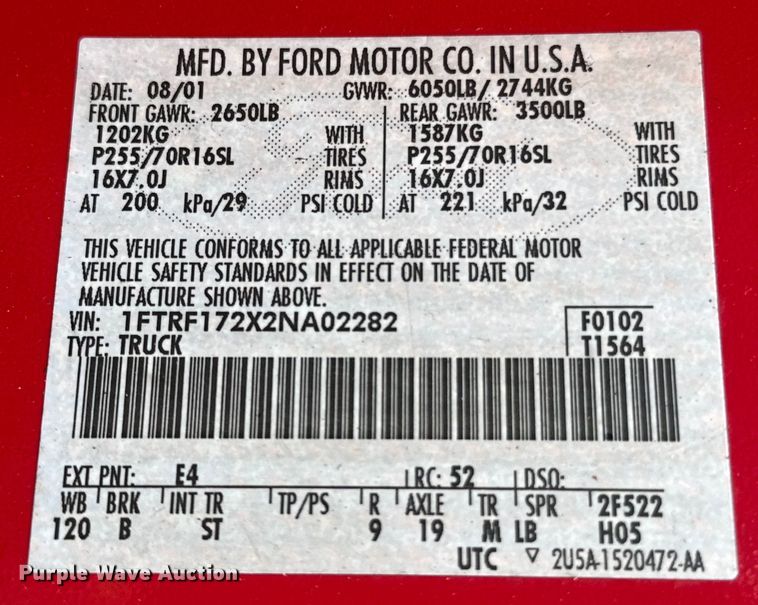 MFD. BY FORD MOTOR CO. IN U.S.A.
DATE: 08/01 GVWR: 6050LB/ 2744KG
FRONT GAWR: 2650LB REAR GAWR: 3500LB
1202KG WITH 1587KG WITH
P255/70R16SL TIRES P255/70R16SL TIRES
16X7.0J RIMS 16X7.0J RIMS
AT 200 kPa/29 PSI COLD AT 221 kPa/32 PSI COLD
THIS VEHICLE CONFORMS TO ALL APPLICABLE FEDERAL MOTOR
VEHICLE SAFETY STANDARDS IN EFFECT ON THE DATE OF
MANUFACTURE SHOWN ABOVE.
VIN: 1FTRF172X2NA02282 F0102
TYPE: TRUCK T1564
EXT PNT: E4 RC: 52 DSO:
WB BRK INT TR TP/PS R AXLE TR SPR 2F522
120 B ST 9 19 M LB H05
UTC ▽ 2U5A-1520472-AA
Purple Wave Auction